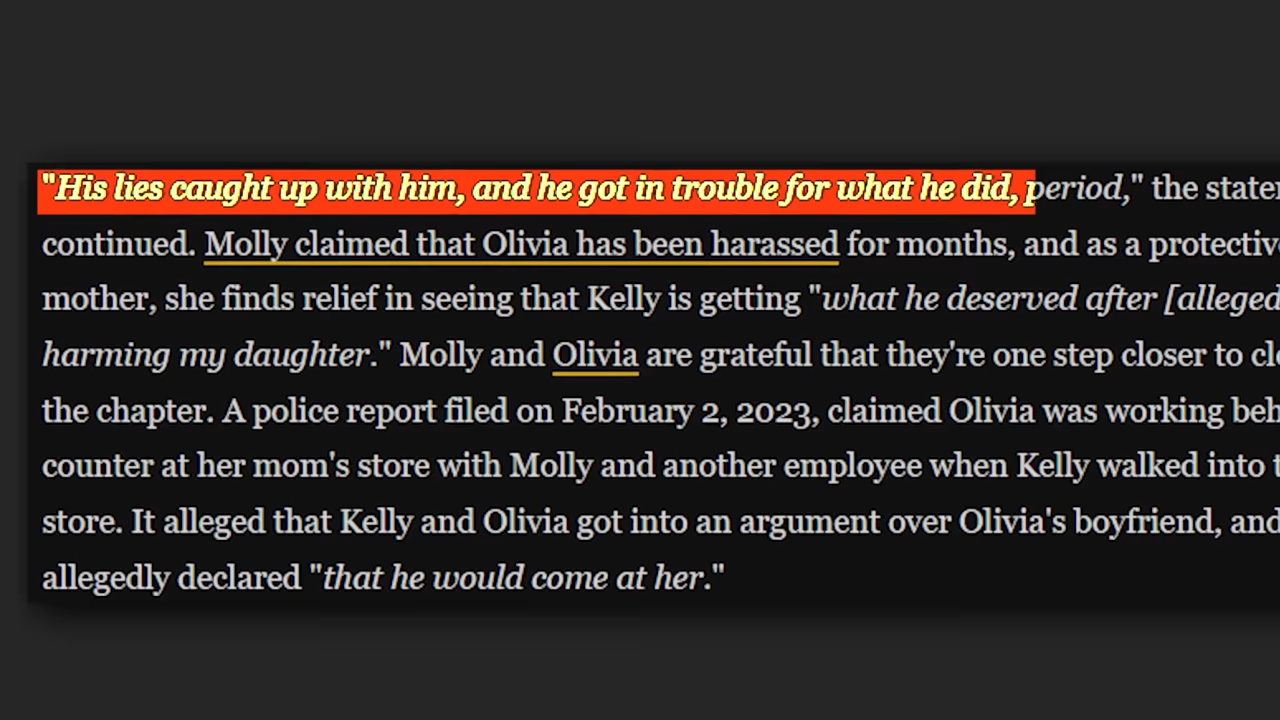 "His lies caught up with him, and he got in trouble for what he did, period," the
continued. Molly claimed that Olivia has been harassed for months, and as a
mother, she finds relief in seeing that Kelly is getting "what he deserved after [alleged
harming my daughter." Molly and Olivia are grateful that they're one step closer to
the chapter. A police report filed on February 2, 2023, claimed Olivia was working
counter at her mom's store with Molly and another employee when Kelly walked into
store. It alleged that Kelly and Olivia got into an argument over Olivia's boyfriend, and
allegedly declared "that he would come at her."